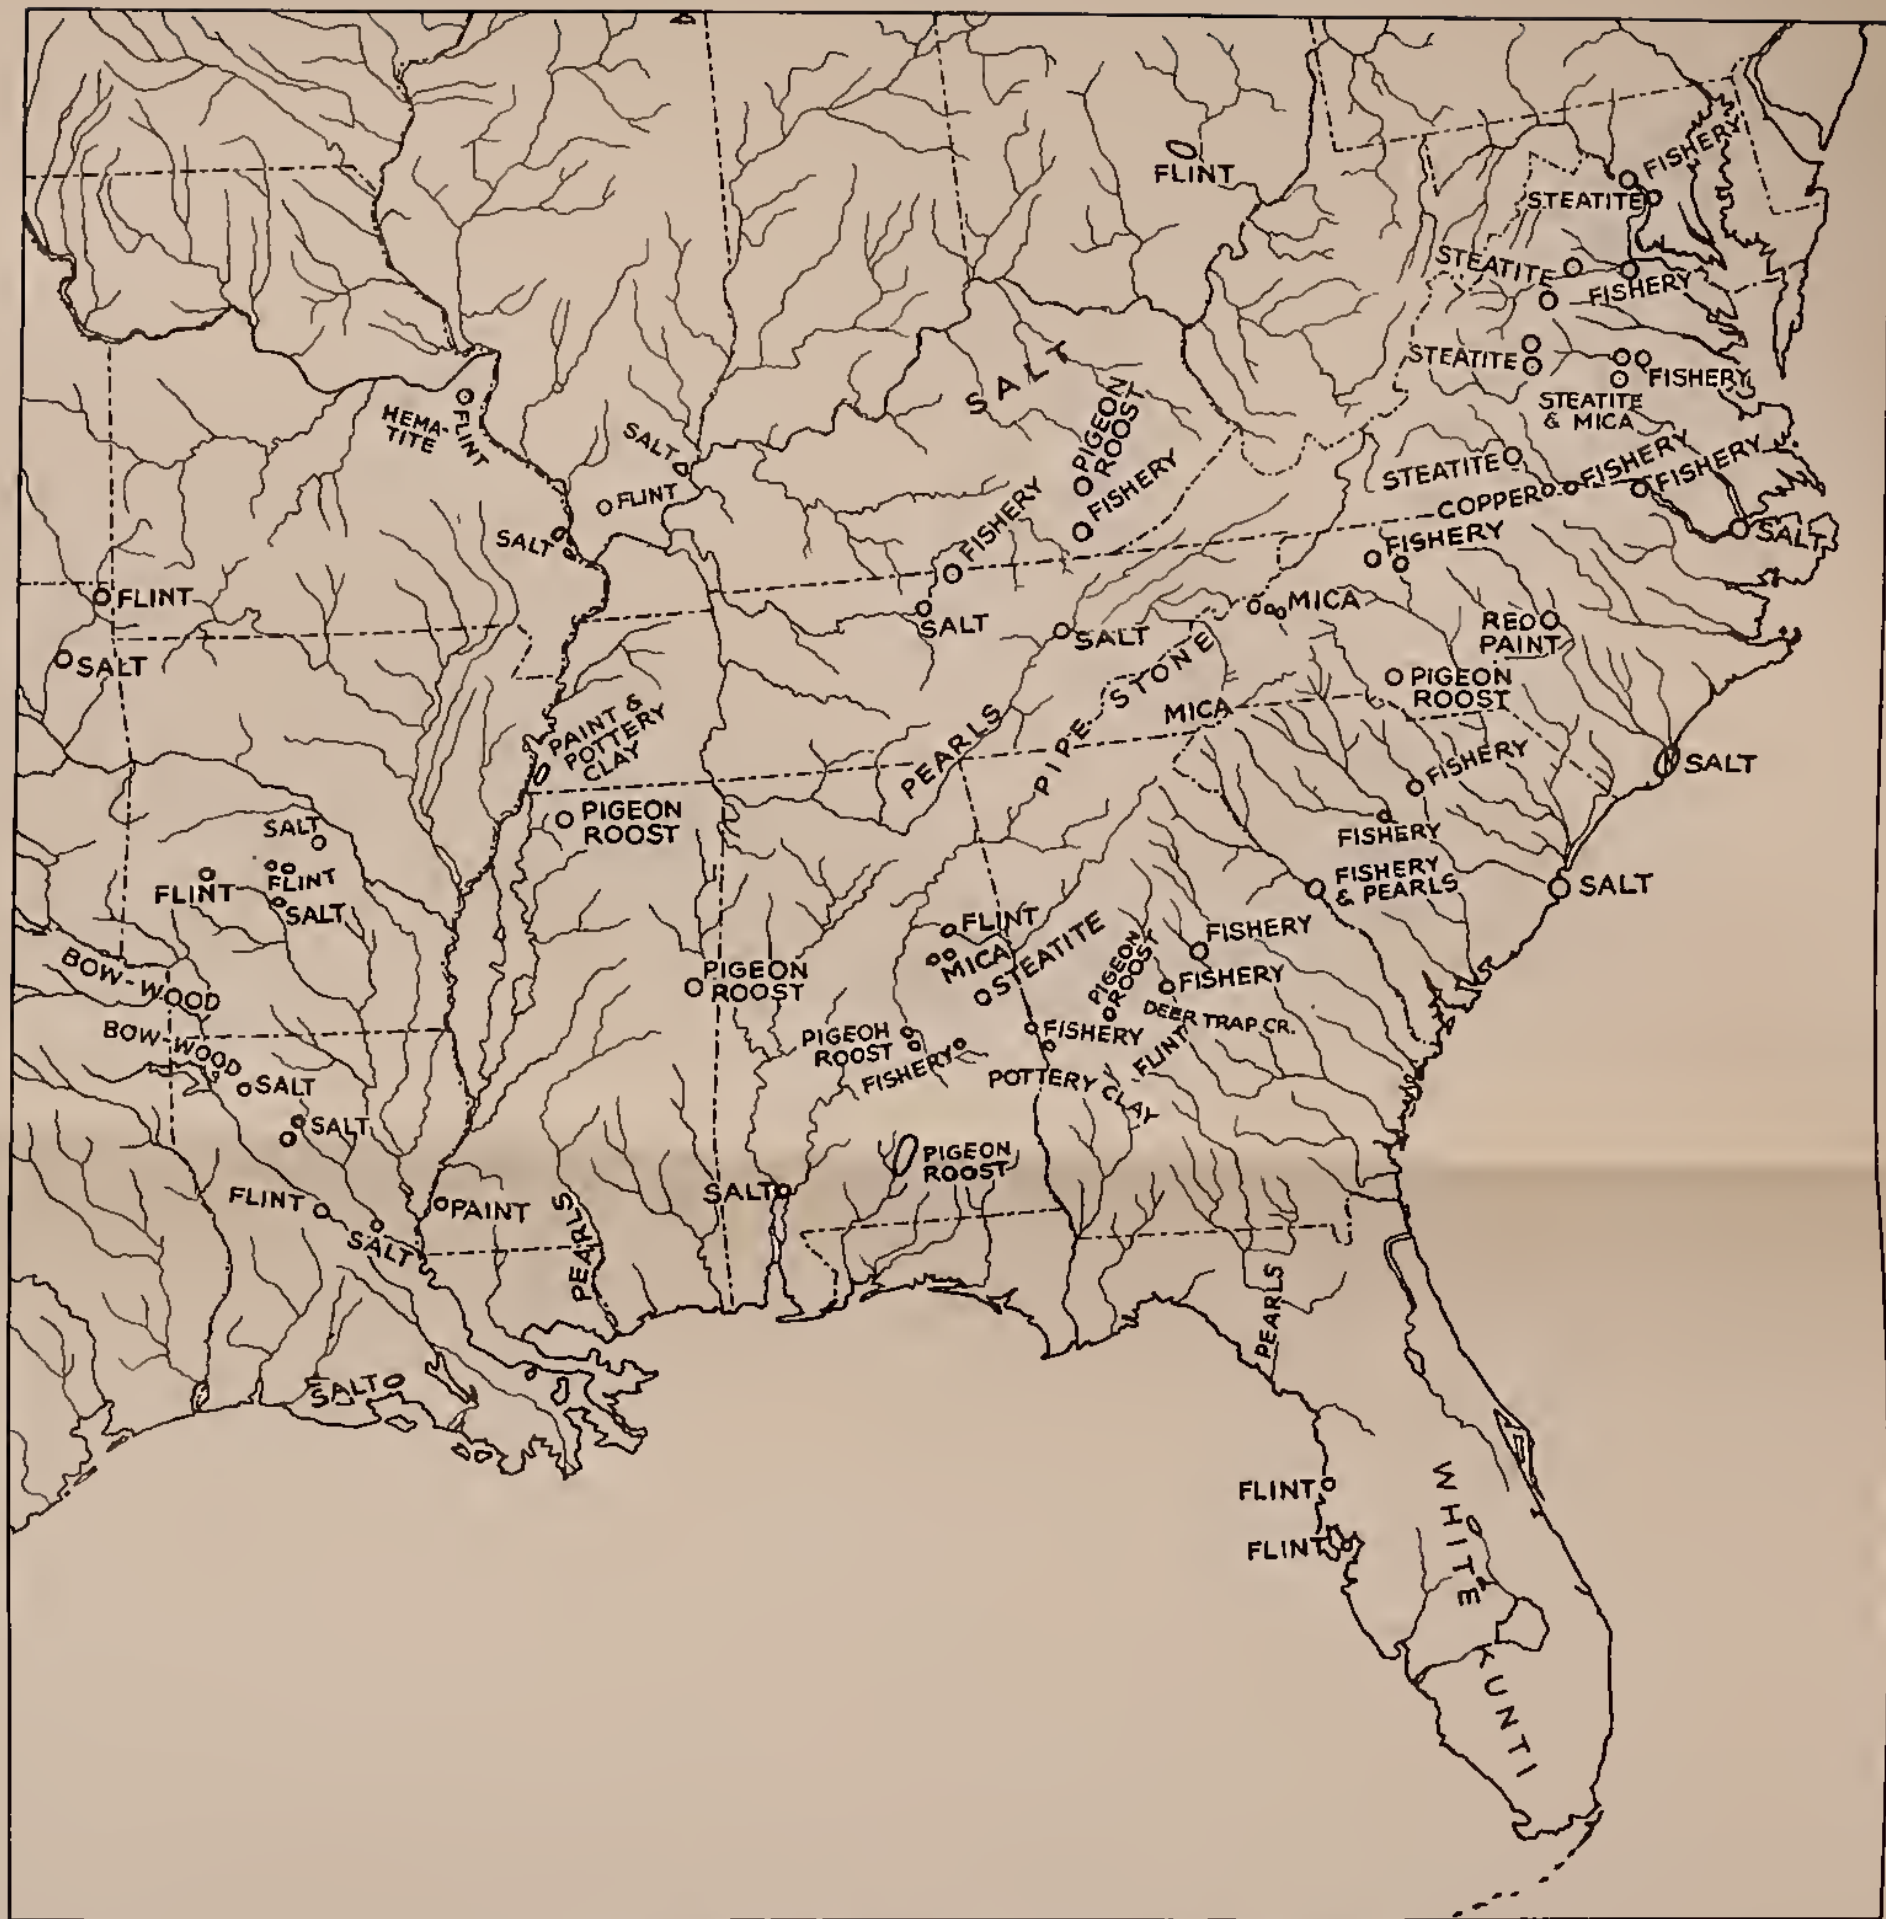 FISHERY
FLINT
STEATITE
STEATITE
FISHERY
SALT
STEATITE
FISHERY
PIGEON
ROOST
STEATITE
& MICA
HEMA-
TITE
FLINT
SALT
FISHERY
FISHERY
FISHERY
STEATITE
FLINT
FISHERY
COPPER
SALT
SALT
FISHERY
FLINT
MICA
SALT
SALT
RED
PAINT
SALT
PIPE STONE
PIGEON
ROOST
MICA
PEARLS
PAINT &
POTTERY
CLAY
FISHERY
SALT
PIGEON
ROOST
SALT
FISHERY
FLINT
FLINT
FISHERY
& PEARLS
SALT
SALT
FLINT
STEATITE
FISHERY
BOW-WOOD
MICA
PIGEON
ROOST
PIGEON
ROOST
FISHERY
DEER TRAP CR.
BOW-WOOD
PIGEOH
ROOST
FISHERY
FISHERY
FLINT
SALT
POTTERY CLAY
SALT
PIGEON
ROOST
FLINT
PAINT
SALT
SALT
PEARLS
PEARLS
SALT
FLINT
FLINT
WHITE
KUNTI